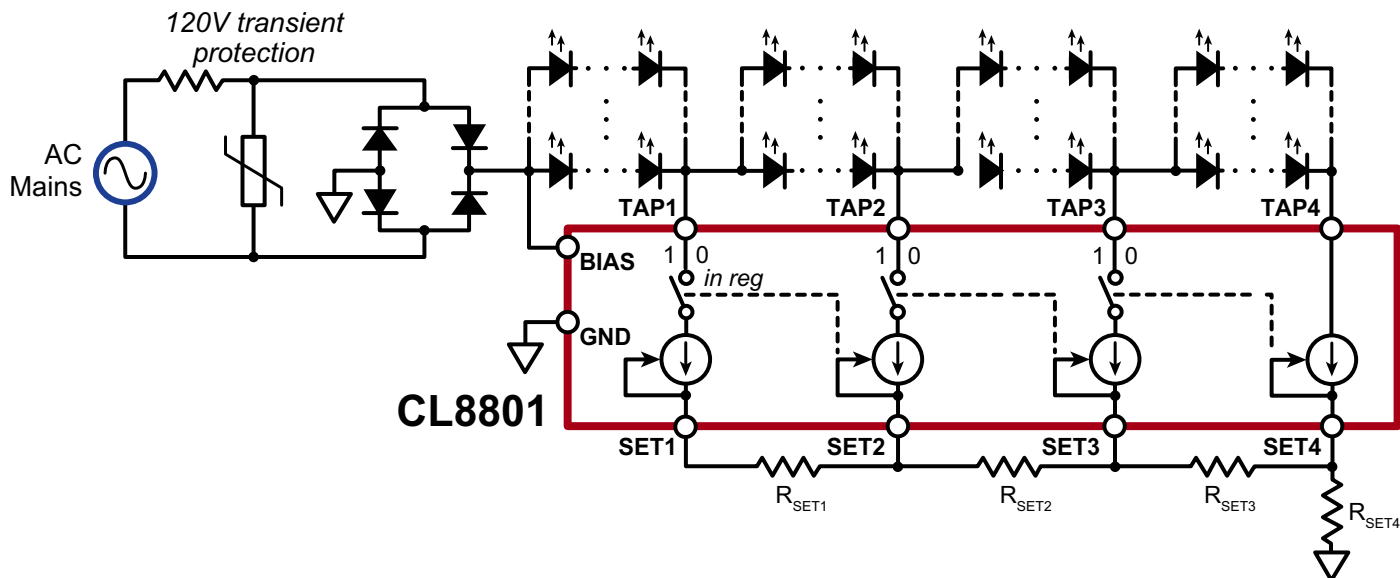 120V transient
protection
AC
Mains
TAP1
TAP2
TAP3
TAP4
BIAS
1 0
in reg
1 0
1 0
GND
CL8801
SET1
SET2
SET3
SET4
RSET1
RSET2
RSET3
RSET4